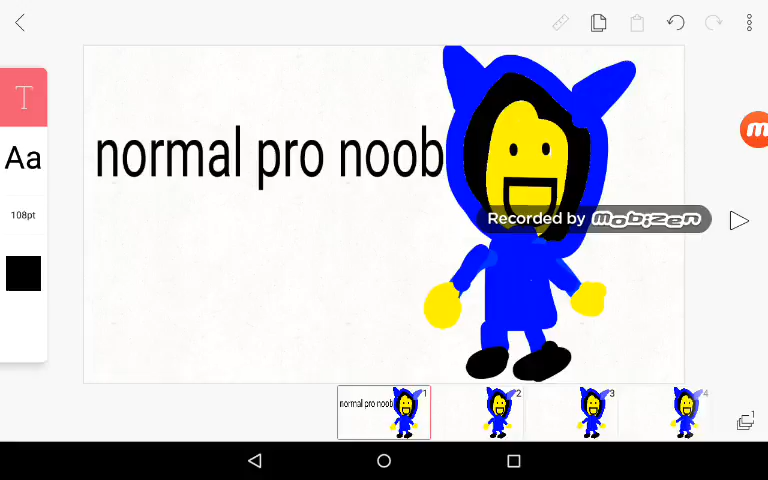 normal pro noob
T
Aa
108pt
Recorded by mobizen
m
normal pro noob
1
2
3
4
1